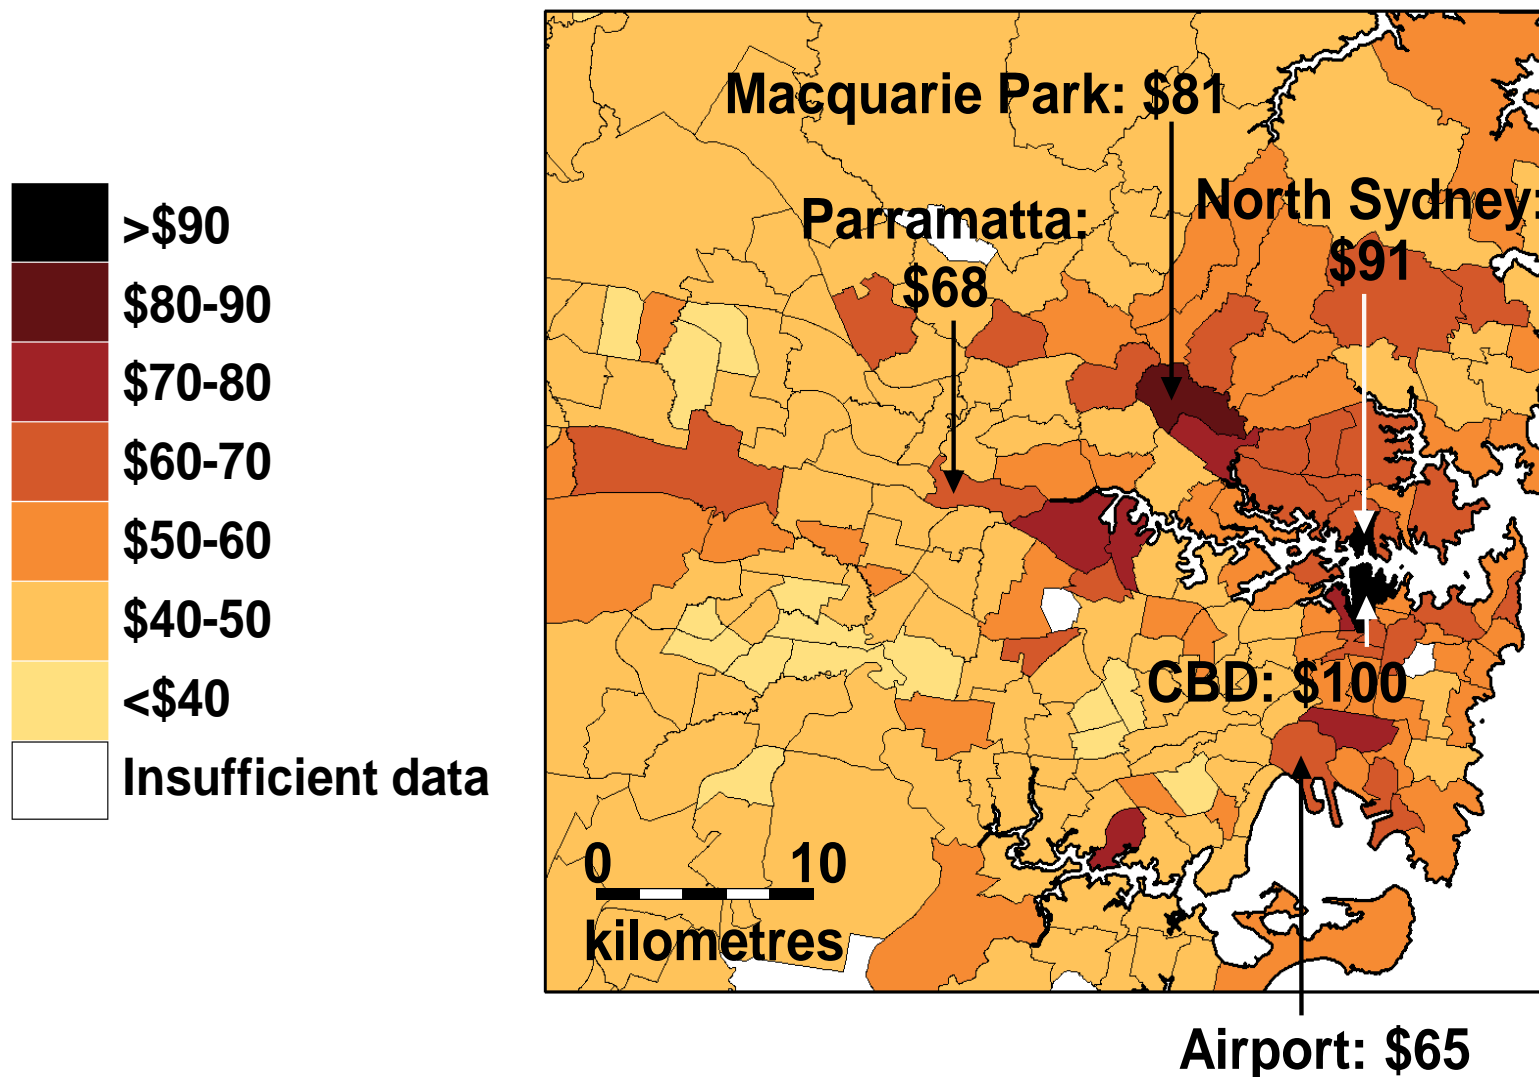 >$90
$80-90
$70-80
$60-70
$50-60
$40-50
<$40
Insufficient data
Macquarie Park: $81
Parramatta:
$68
North Sydney:
$91
CBD: $100
0 10
kilometres
Airport: $65